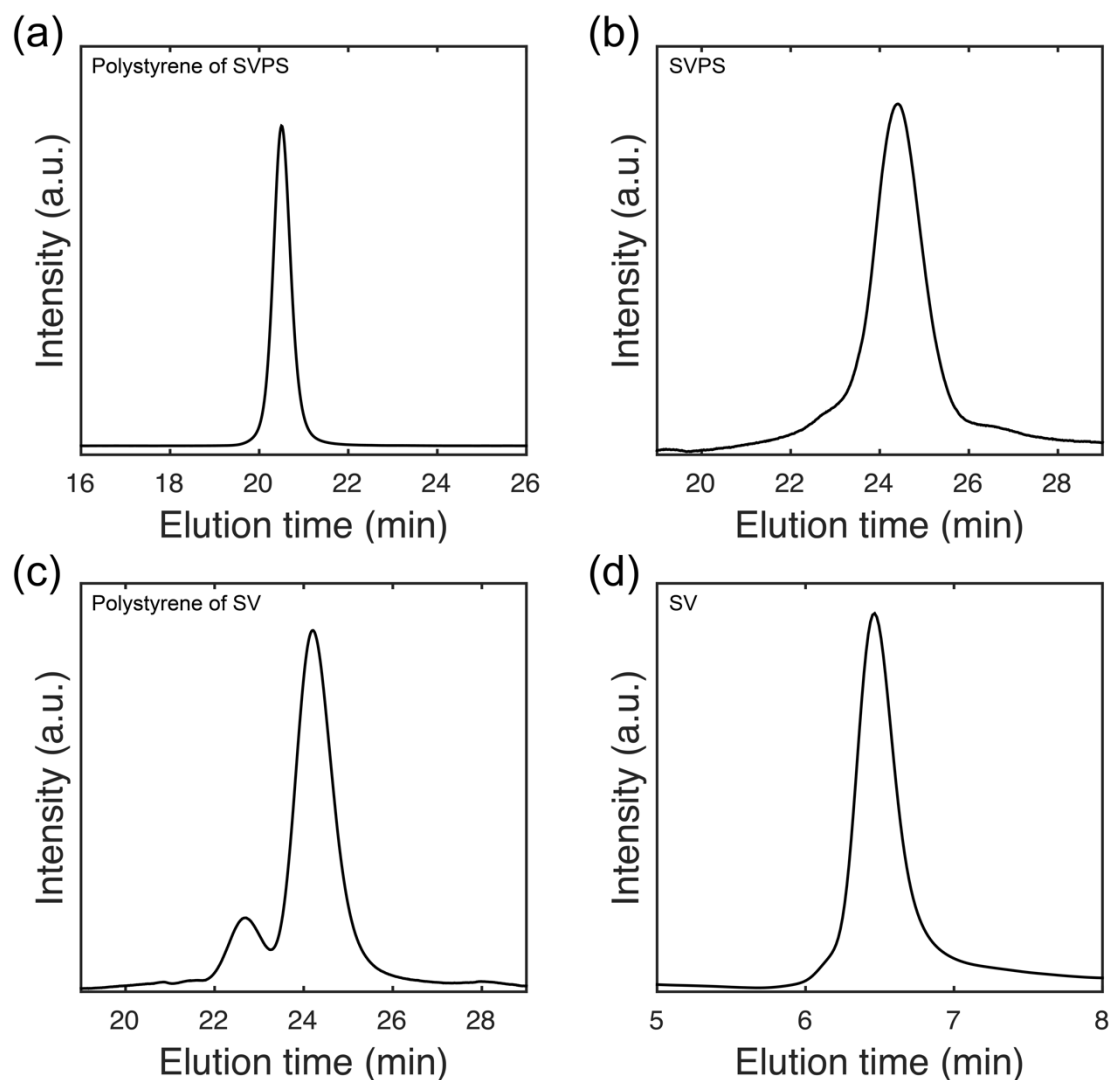 (a)
Polystyrene of SVPS
Intensity (a.u.)
16 18 20 22 24 26
Elution time (min)
(b)
SVPS
Intensity (a.u.)
20 22 24 26 28
Elution time (min)
(c)
Polystyrene of SV
Intensity (a.u.)
20 22 24 26 28
Elution time (min)
(d)
SV
Intensity (a.u.)
5 6 7 8
Elution time (min)